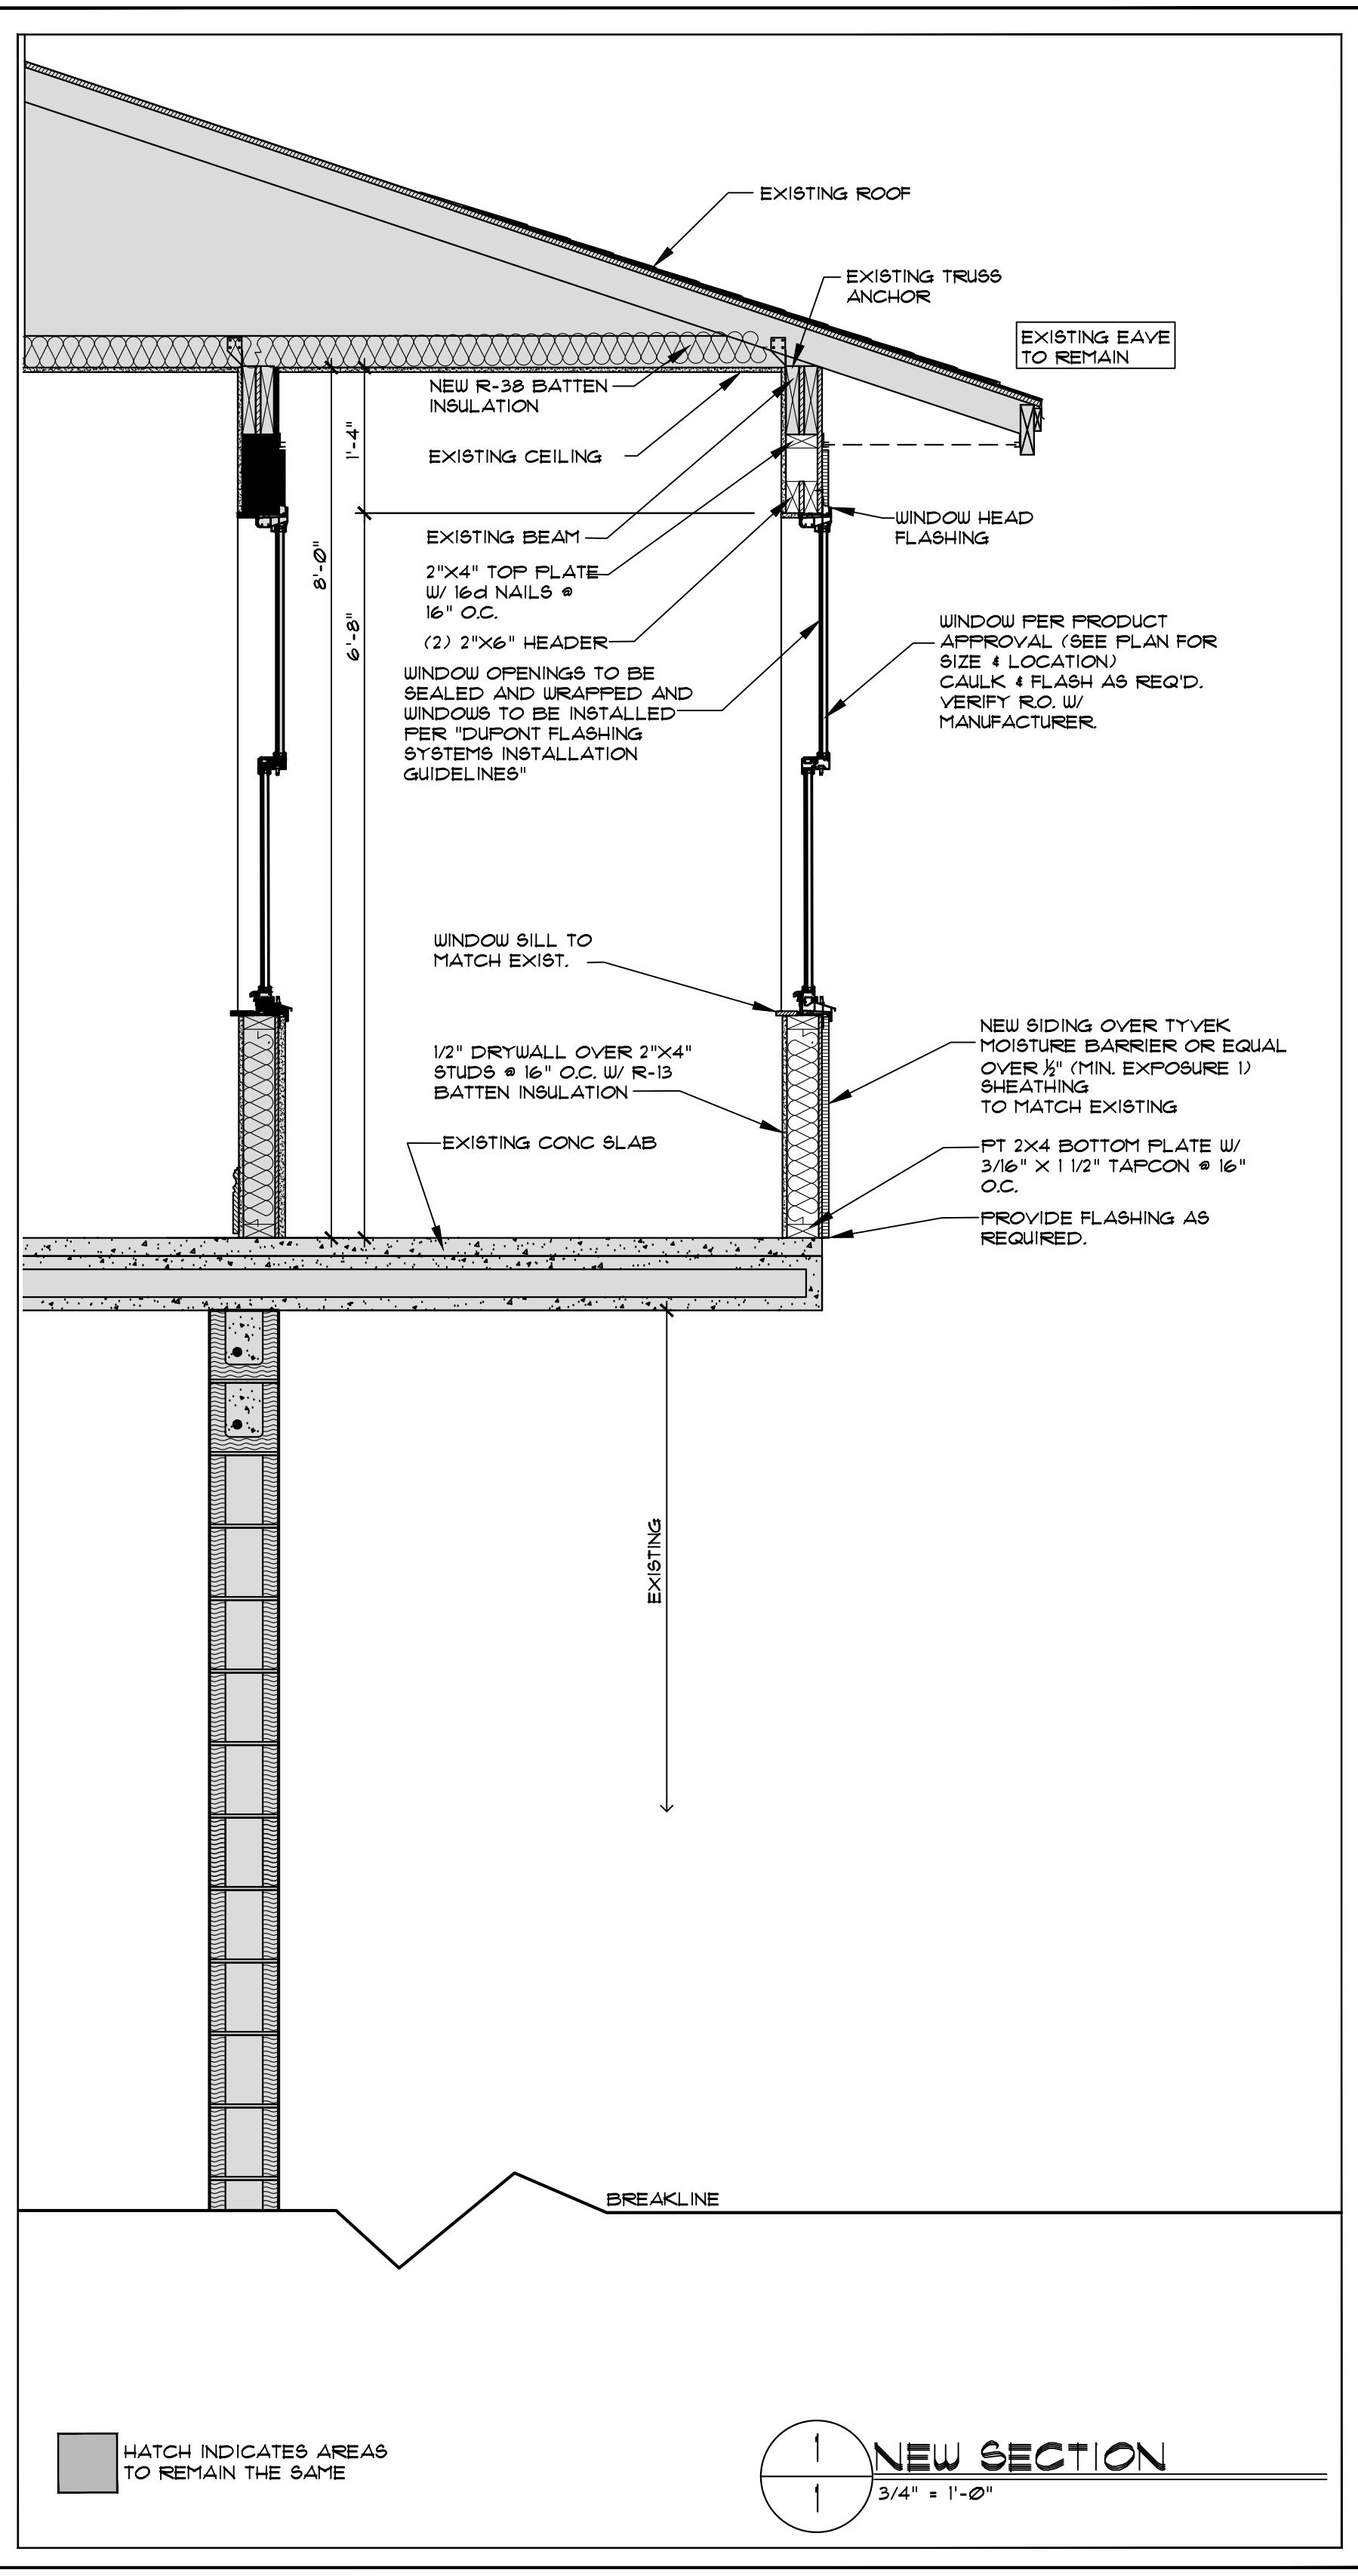 EXISTING ROOF
EXISTING TRUSS
ANCHOR
EXISTING EAVE
TO REMAIN
NEW R-38 BATTEN
INSULATION
1'-4"
EXISTING CEILING
WINDOW HEAD
FLASHING
EXISTING BEAM
8'-0"
2"X4" TOP PLATE
W/ 16d NAILS @
16" O.C.
6'-8"
(2) 2"X6" HEADER
WINDOW OPENINGS TO BE
SEALED AND WRAPPED AND
WINDOWS TO BE INSTALLED
PER "DUPONT FLASHING
SYSTEMS INSTALLATION
GUIDELINES"
WINDOW PER PRODUCT
APPROVAL (SEE PLAN FOR
SIZE & LOCATION)
CAULK & FLASH AS REQ'D.
VERIFY R.O. W/
MANUFACTURER.
WINDOW SILL TO
MATCH EXIST.
1/2" DRYWALL OVER 2"X4"
STUDS @ 16" O.C. W/ R-13
BATTEN INSULATION
NEW SIDING OVER TYVEK
MOISTURE BARRIER OR EQUAL
OVER ½" (MIN. EXPOSURE 1)
SHEATHING
TO MATCH EXISTING
EXISTING CONC SLAB
PT 2X4 BOTTOM PLATE W/
3/16" X 1 1/2" TAPCON @ 16"
O.C.
PROVIDE FLASHING AS
REQUIRED.
EXISTING
BREAKLINE
HATCH INDICATES AREAS
TO REMAIN THE SAME
1
1
NEW SECTION
3/4" = 1'-0"